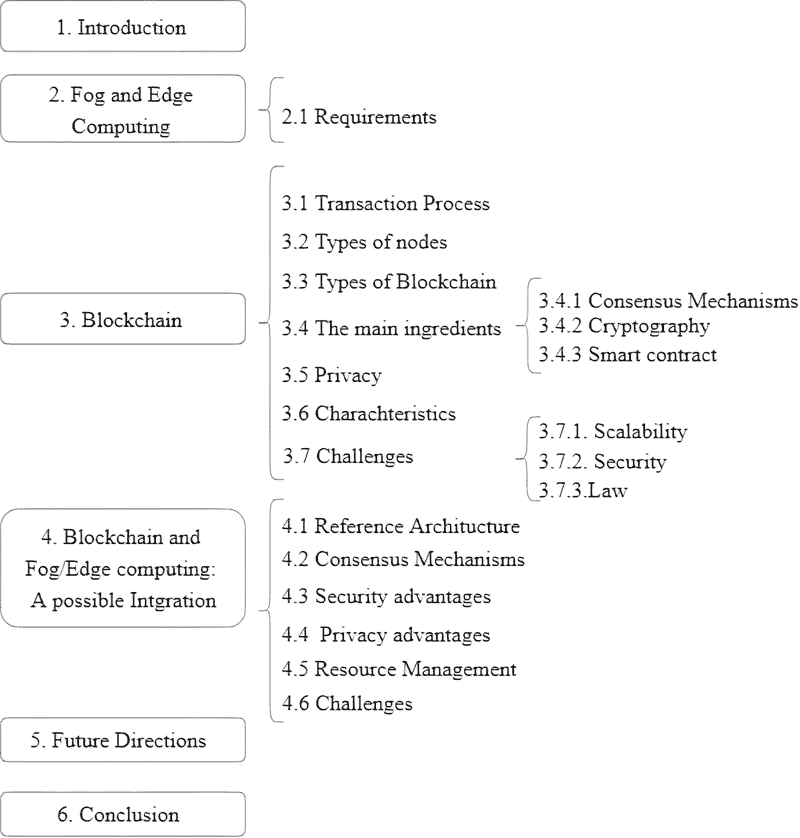 1. Introduction
2. Fog and Edge
Computing
2.1 Requirements
3. Blockchain
3.1 Transaction Process
3.2 Types of nodes
3.3 Types of Blockchain
3.4 The main ingredients
3.4.1 Consensus Mechanisms
3.4.2 Cryptography
3.4.3 Smart contract
3.5 Privacy
3.6 Charachteristics
3.7 Challenges
3.7.1. Scalability
3.7.2. Security
3.7.3.Law
4. Blockchain and
Fog/Edge computing:
A possible Intgration
4.1 Reference Architucture
4.2 Consensus Mechanisms
4.3 Security advantages
4.4 Privacy advantages
4.5 Resource Management
4.6 Challenges
5. Future Directions
6. Conclusion